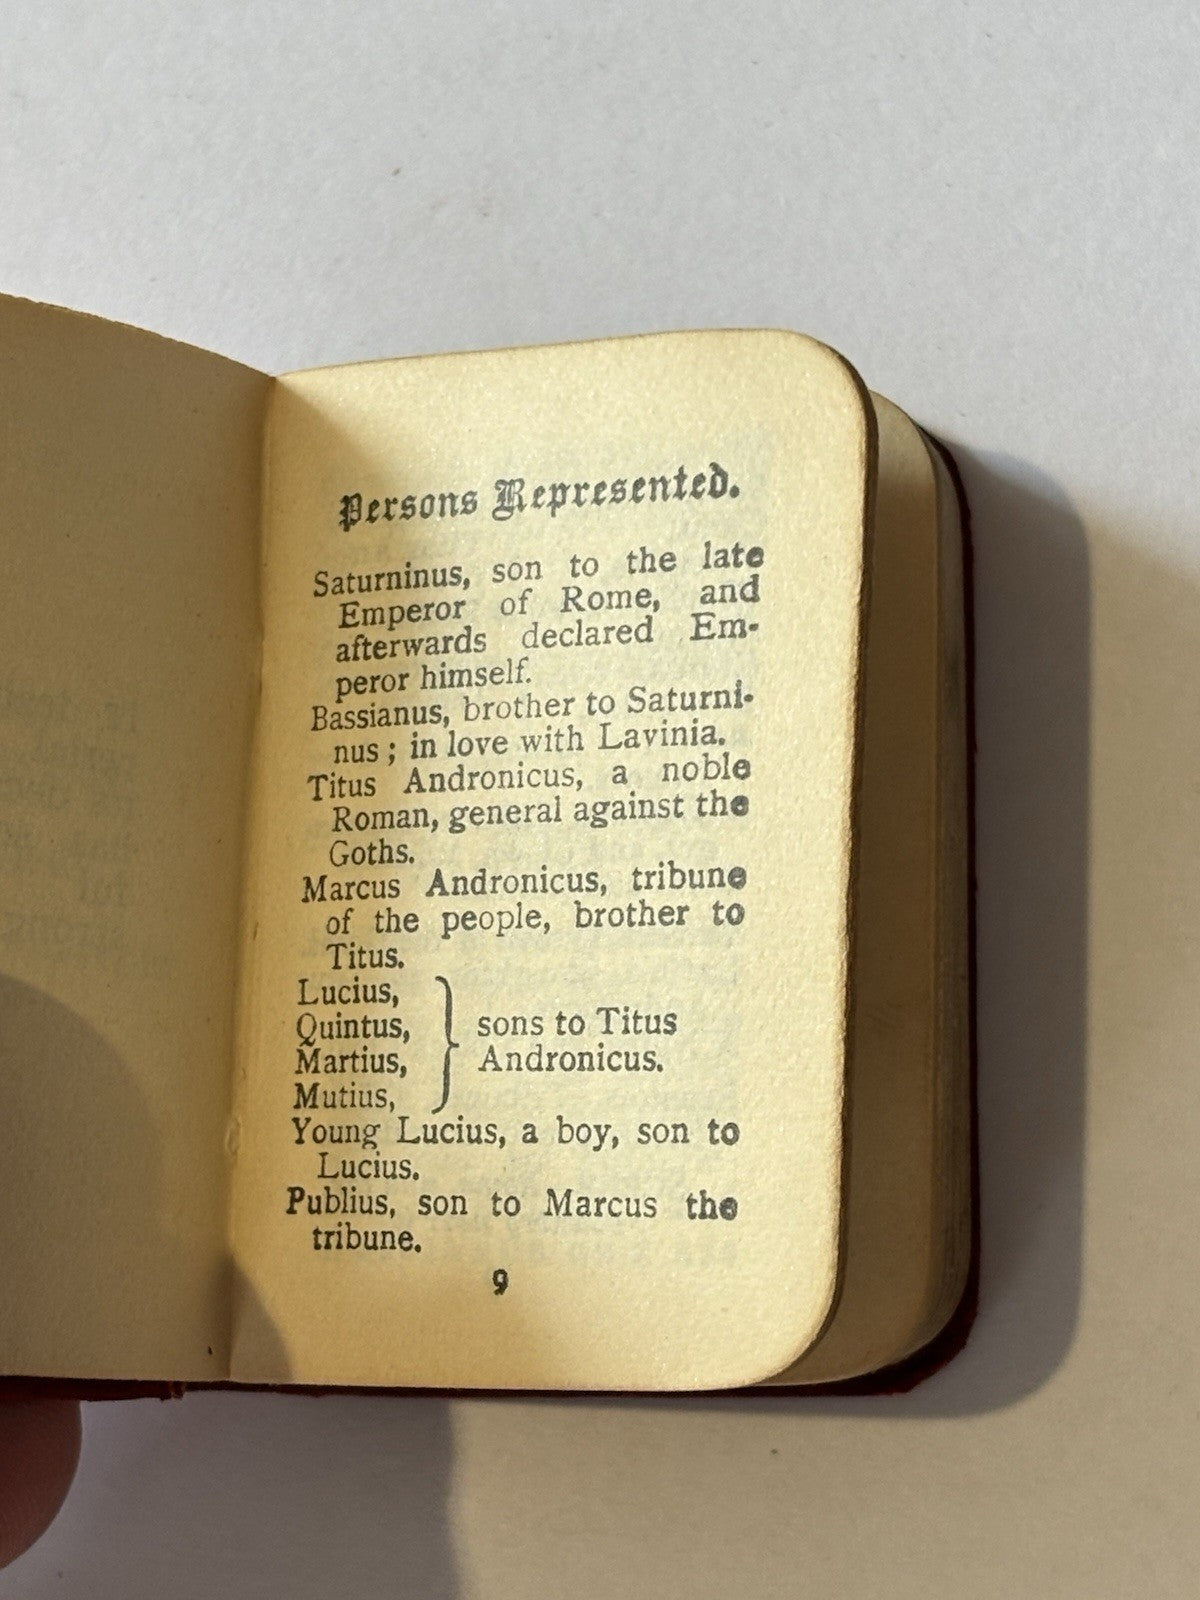 Persons Represented.
Saturninus, son to the late
Emperor of Rome, and
afterwards declared Em-
peror himself.
Bassianus, brother to Saturni-
nus; in love with Lavinia.
Titus Andronicus, a noble
Roman, general against the
Goths.
Marcus Andronicus, tribune
of the people, brother to
Titus.
Lucius,
Quintus,
Martius,
Mutius,
sons to Titus
Andronicus.
Young Lucius, a boy, son to
Lucius.
Publius, son to Marcus the
tribune.
9